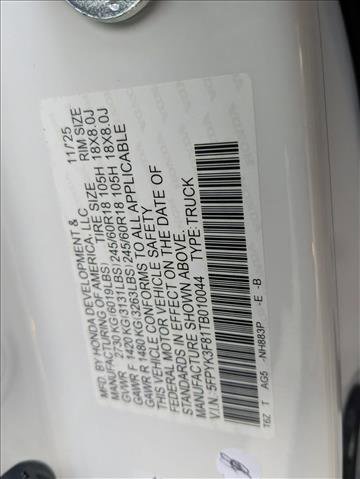 MFD. BY HONDA DEVELOPMENT &
MANUFACTURING OF AMERICA, LLC 11/25
GVWR 2730 KG(6019LBS) TIRE SIZE RIM SIZE
GAWR F 1420 KG(3131LBS) 245/60R18 105H 18X8.0J
GAWR R 1480 KG(3263LBS) 245/60R18 105H 18X8.0J
THIS VEHICLE CONFORMS TO ALL APPLICABLE
FEDERAL MOTOR VEHICLE SAFETY
STANDARDS IN EFFECT ON THE DATE OF
MANUFACTURE SHOWN ABOVE.
V.I.N.:5FPYK3F81TB010044 TYPE:TRUCK
T6Z T AG5 -NH883P -E -B